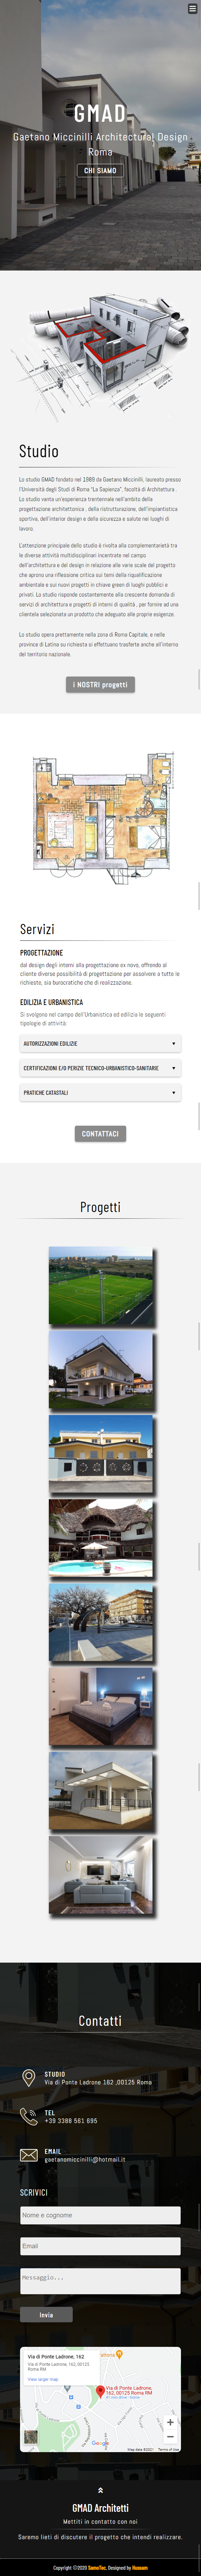 GMAD
Gaetano Miccinilli Architectural Design
Roma
CHI SIAMO
Studio
Lo studio GMAD fondato nel 1989 da Gaetano Miccinilli, laureato presso
l'Università degli Studi di Roma "La Sapienza", facoltà di Architettura .
Lo studio vanta un'esperienza trentennale nell'ambito della
progettazione architettonica , della ristrutturazione, dell'impiantistica
sportiva, dell'interior design e della sicurezza e salute nei luoghi di
lavoro.
L'attenzione principale dello studio è rivolta alla complementarità tra
le diverse attività multidisciplinari incentrate nel campo
dell'architettura e del design in relazione alle varie scale del progetto
che aprono una riflessione critica sui temi della riqualificazione
ambientale e sui nuovi progetti in chiave green di luoghi pubblici e
privati. Lo studio risponde costantemente alla crescente domanda di
servizi di architettura e progetti di interni di qualità , per fornire ad una
clientela selezionata un prodotto che adeguato alle proprie esigenze.
Lo studio opera prettamente nella zona di Roma Capitale, e nelle
province di Latina su richiesta si effettuano trasferte anche all'interno
del territorio nazionale.
i NOSTRI progetti
Servizi
PROGETTAZIONE
dal design degli interni alla progettazione ex novo, offrendo al
cliente diverse possibilità di progettazione per assolvere a tutte le
richieste, sia burocratiche che di realizzazione.
EDILIZIA E URBANISTICA
Si svolgono nel campo dell'Urbanistica ed edilizia le seguenti
tipologie di attività:
AUTORIZZAZIONI EDILIZIE
CERTIFICAZIONI E/O PERIZIE TECNICO-URBANISTICO-SANITARIE
PRATICHE CATASTALI
CONTATTACI
Progetti
Contatti
STUDIO
Via di Ponte Ladrone 162 ,00125 Roma
TEL
+39 3388 561 695
EMAIL
gaetanomiccinilli@hotmail.it
SCRIVICI
Nome e cognome
Email
Messaggio...
Invia
Via di Ponte Ladrone, 162
Via di Ponte Ladrone, 162, 00125
Roma RM
View larger map
Via di Ponte Ladrone,
162, 00125 Roma RM
Google
Map data ©2021 Terms of Use
GMAD Architetti
Mettiti in contatto con noi
Saremo lieti di discutere il progetto che intendi realizzare.
Copyright ©2020 SamoTec. Designed by Hussam